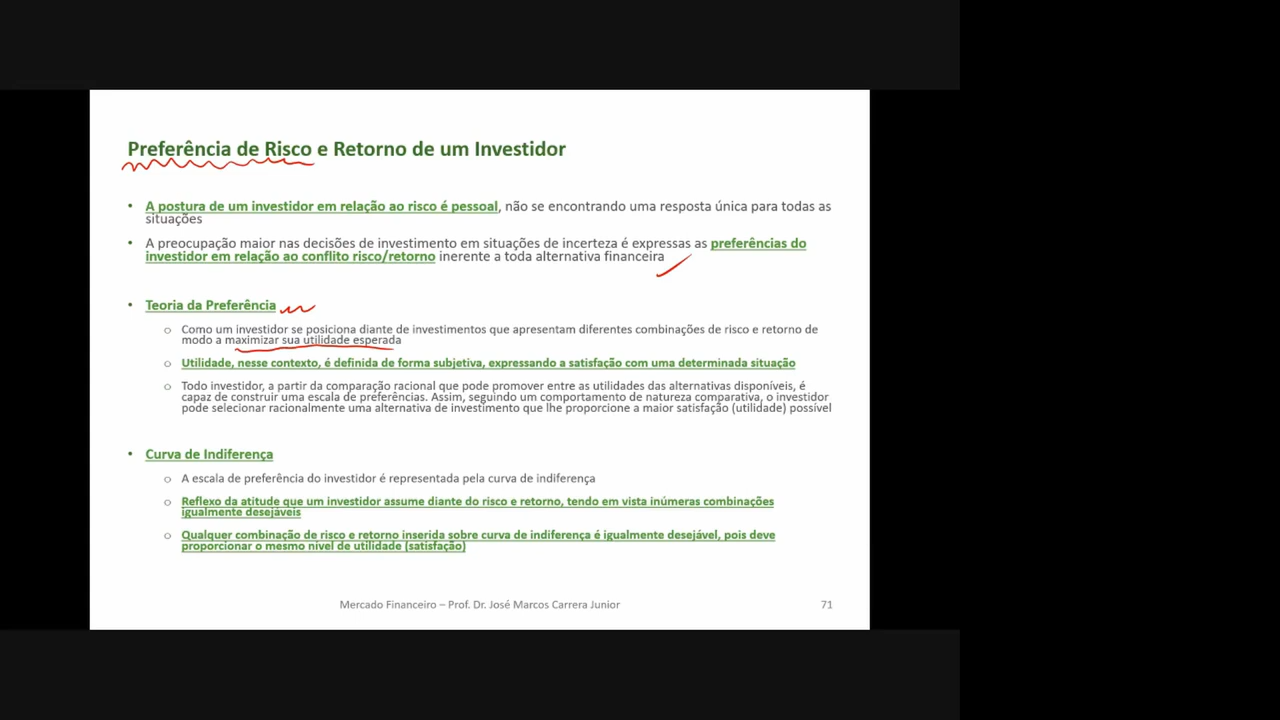 Preferência de Risco e Retorno de um Investidor
• A postura de um investidor em relação ao risco é pessoal, não se encontrando uma resposta única para todas as
situações
• A preocupação maior nas decisões de investimento em situações de incerteza é expressas as preferências do
investidor em relação ao conflito risco/retorno inerente a toda alternativa financeira
• Teoria da Preferência
o Como um investidor se posiciona diante de investimentos que apresentam diferentes combinações de risco e retorno de
modo a maximizar sua utilidade esperada
o Utilidade, nesse contexto, é definida de forma subjetiva, expressando a satisfação com uma determinada situação
o Todo investidor, a partir da comparação racional que pode promover entre as utilidades das alternativas disponíveis, é
capaz de construir uma escala de preferências. Assim, seguindo um comportamento de natureza comparativa, o investidor
pode selecionar racionalmente uma alternativa de investimento que lhe proporcione a maior satisfação (utilidade) possível
• Curva de Indiferença
o A escala de preferência do investidor é representada pela curva de indiferença
o Reflexo da atitude que um investidor assume diante do risco e retorno, tendo em vista inúmeras combinações
igualmente desejáveis
o Qualquer combinação de risco e retorno inserida sobre curva de indiferença é igualmente desejável, pois deve
proporcionar o mesmo nível de utilidade (satisfação)
Mercado Financeiro – Prof. Dr. José Marcos Carrera Junior 71